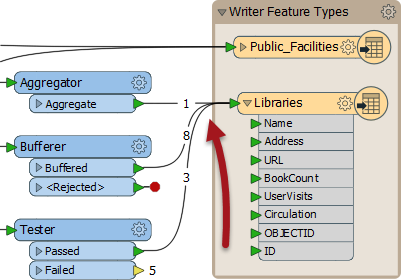 Writer Feature Types
Public_Facilities
Aggregator
Aggregate
1
Libraries
Name
Address
URL
BookCount
UserVisits
Circulation
OBJECTID
ID
Bufferer
Buffered
8
<Rejected>
3
Tester
Passed
Failed
5